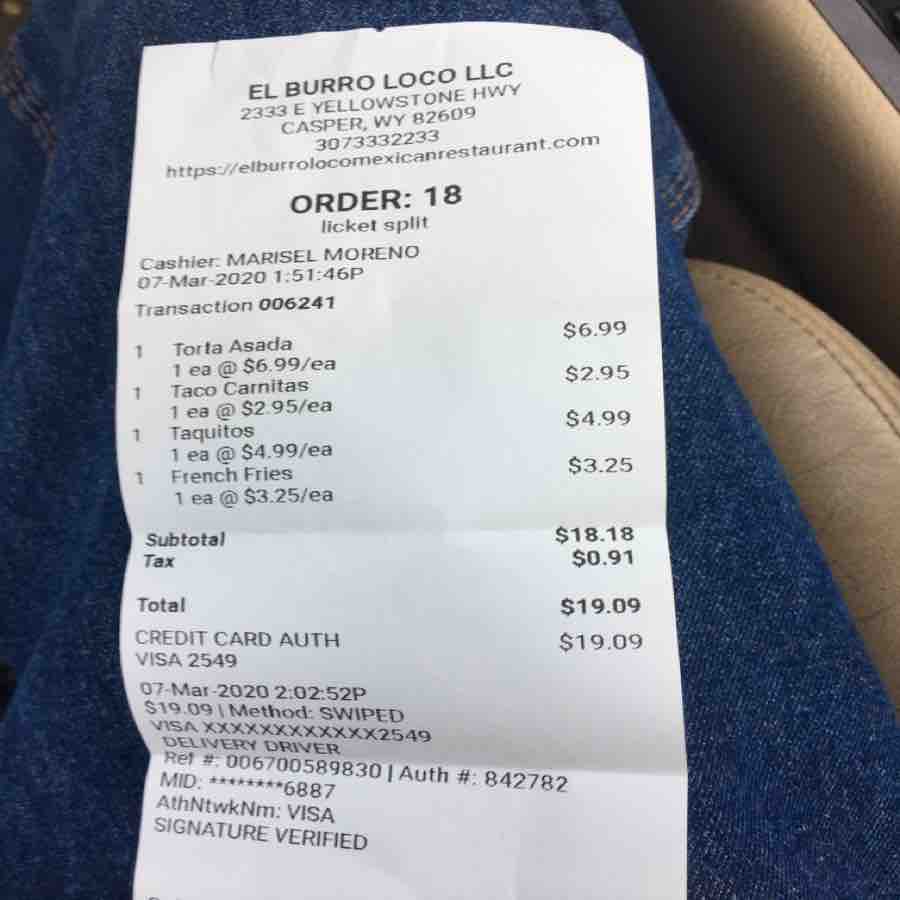 EL BURRO LOCO LLC
2333 E YELLOWSTONE HWY
CASPER, WY 82609
3073332233
https://elburrolocomexicanrestaurant.com
ORDER: 18
licket split
Cashier: MARISEL MORENO
07-Mar-2020 1:51:46P
Transaction 006241
1 Torta Asada $6.99
1 ea @ $6.99/ea
1 Taco Carnitas $2.95
1 ea @ $2.95/ea
1 Taquitos $4.99
1 ea @ $4.99/ea
1 French Fries $3.25
1 ea @ $3.25/ea
Subtotal $18.18
Tax $0.91
Total $19.09
CREDIT CARD AUTH $19.09
VISA 2549
07-Mar-2020 2:02:52P
$19.09 | Method: SWIPED
VISA XXXXXXXXXXXX2549
DELIVERY DRIVER
Ref #: 006700589830 | Auth #: 842782
MID: ********6887
AthNtwkNm: VISA
SIGNATURE VERIFIED